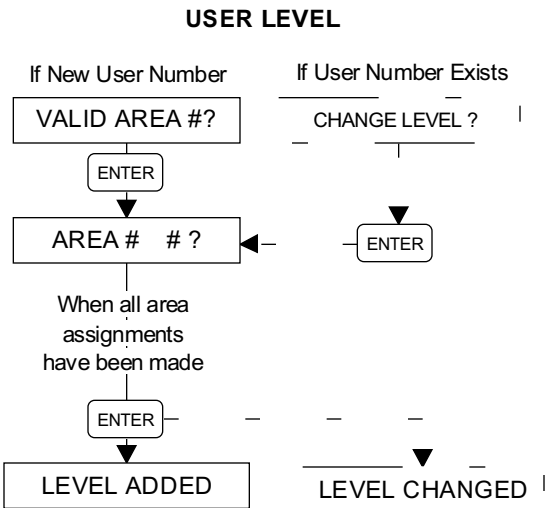 USER LEVEL
If New User Number
If User Number Exists
VALID AREA #?
CHANGE LEVEL ?
ENTER
AREA # # ?
ENTER
When all area
assignments
have been made
ENTER
LEVEL ADDED
LEVEL CHANGED